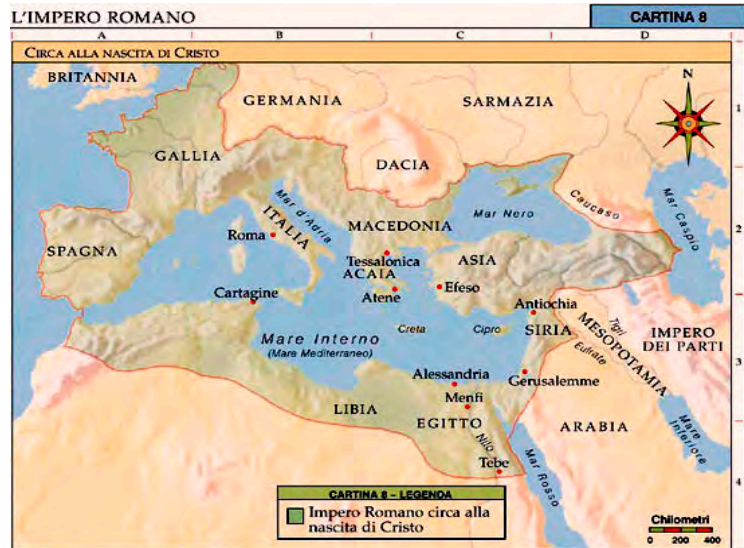 L'IMPERO ROMANO
CARTINA 8
A
B
C
D
CIRCA ALLA NASCITA DI CRISTO
BRITANNIA
N
GERMANIA
SARMAZIA
1
GALLIA
DACIA
Mar d'Adria
ITALIA
MACEDONIA
Mar Nero
Caucaso
Mar Caspio
2
Roma
SPAGNA
Tessalonica
ASIA
ACAIA
Cartagine
Atene
Efeso
Antiochia
Creta
Cipro
SIRIA
Tigri
MESOPOTAMIA
IMPERO
DEI PARTI
Mare Interno
(Mare Mediterraneo)
Eufrate
3
Alessandria
Gerusalemme
Menfi
LIBIA
EGITTO
ARABIA
Mare
Inferiore
Nilo
Tebe
Mar Rosso
4
CARTINA 8 – LEGENDA
Impero Romano circa alla
nascita di Cristo
Chilometri
0 200 400